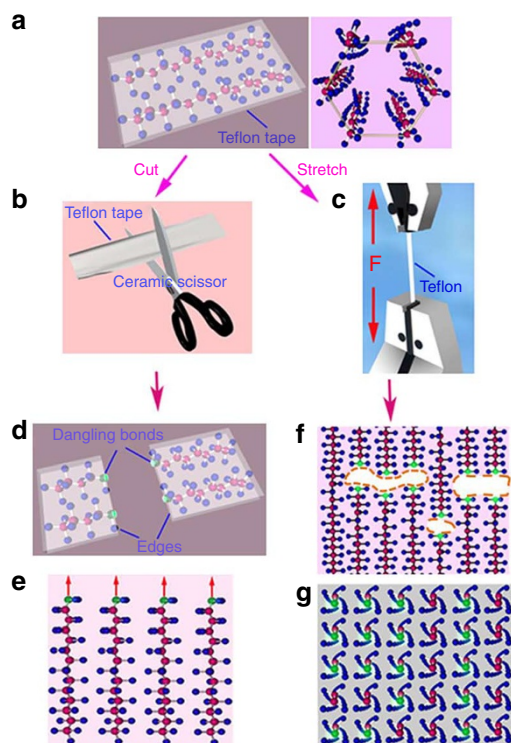 a
Teflon tape
Cut
Stretch
b
Teflon tape
Ceramic scissor
c
F
Teflon
d
Dangling bonds
Edges
e
f
g